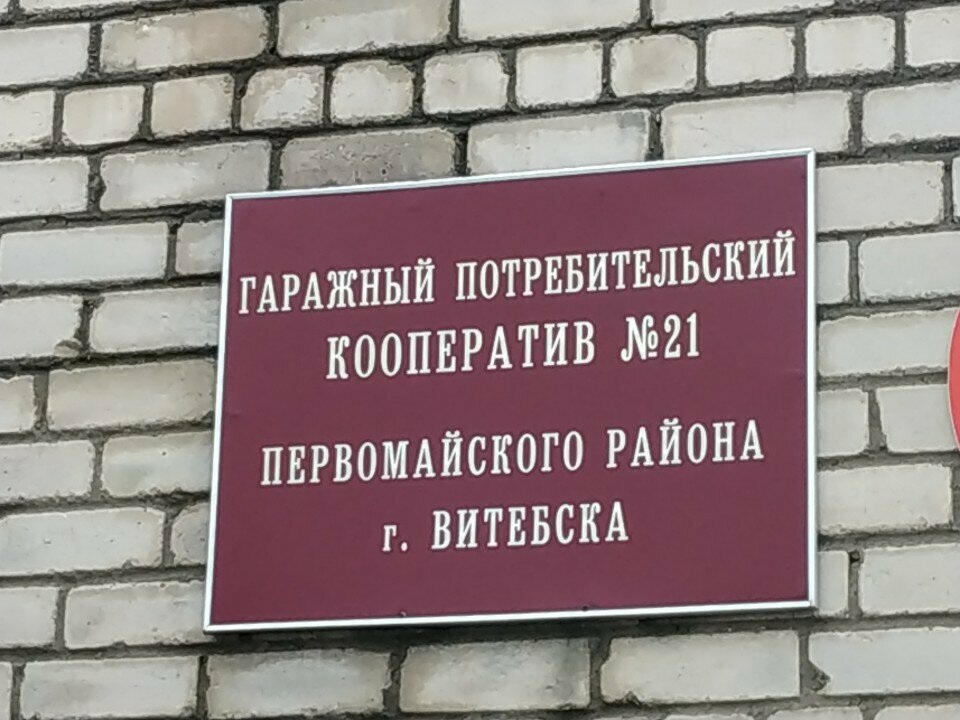 ГАРАЖНЫЙ ПОТРЕБИТЕЛЬСКИЙ
КООПЕРАТИВ №21
ПЕРВОМАЙСКОГО РАЙОНА
г. ВИТЕБСКА